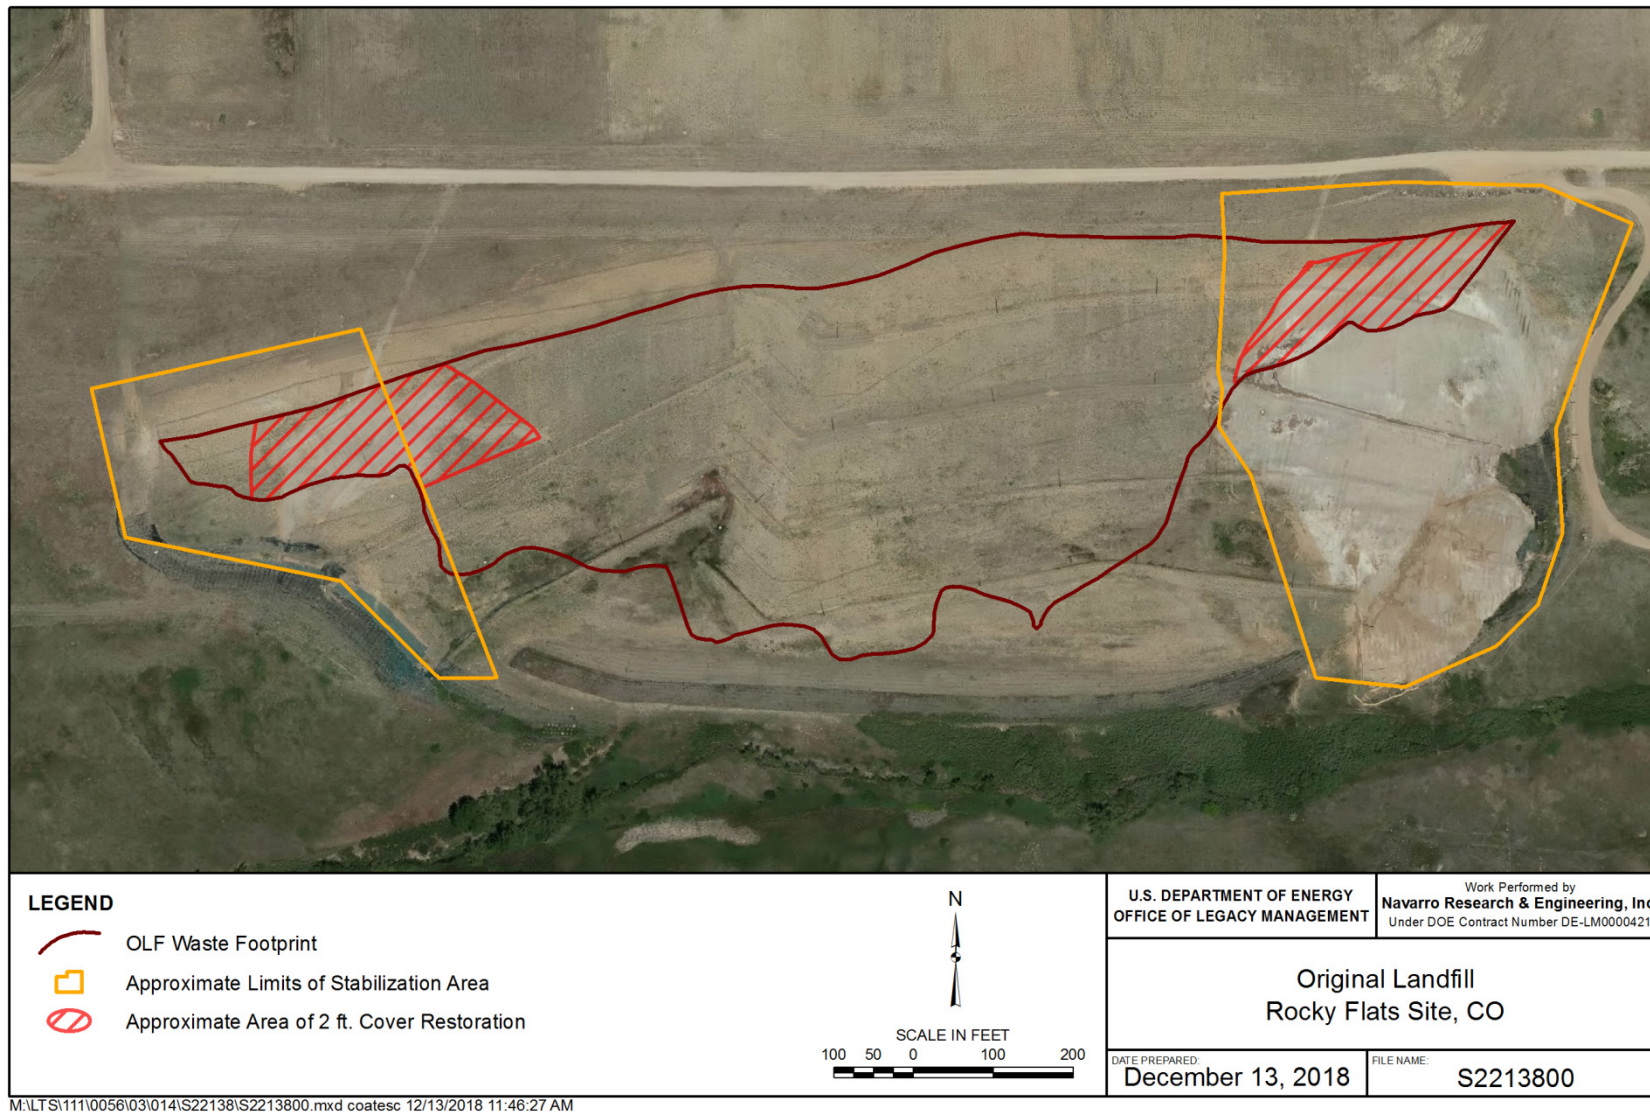 LEGEND
OLF Waste Footprint
Approximate Limits of Stabilization Area
Approximate Area of 2 ft. Cover Restoration
N
SCALE IN FEET
100 50 0 100 200
U.S. DEPARTMENT OF ENERGY
OFFICE OF LEGACY MANAGEMENT
Work Performed by
Navarro Research & Engineering, Inc
Under DOE Contract Number DE-LM0000421
Original Landfill
Rocky Flats Site, CO
DATE PREPARED:
December 13, 2018
FILE NAME:
S2213800
M:\LTS\111\0056\03\014\S22138\S2213800.mxd coatesc 12/13/2018 11:46:27 AM